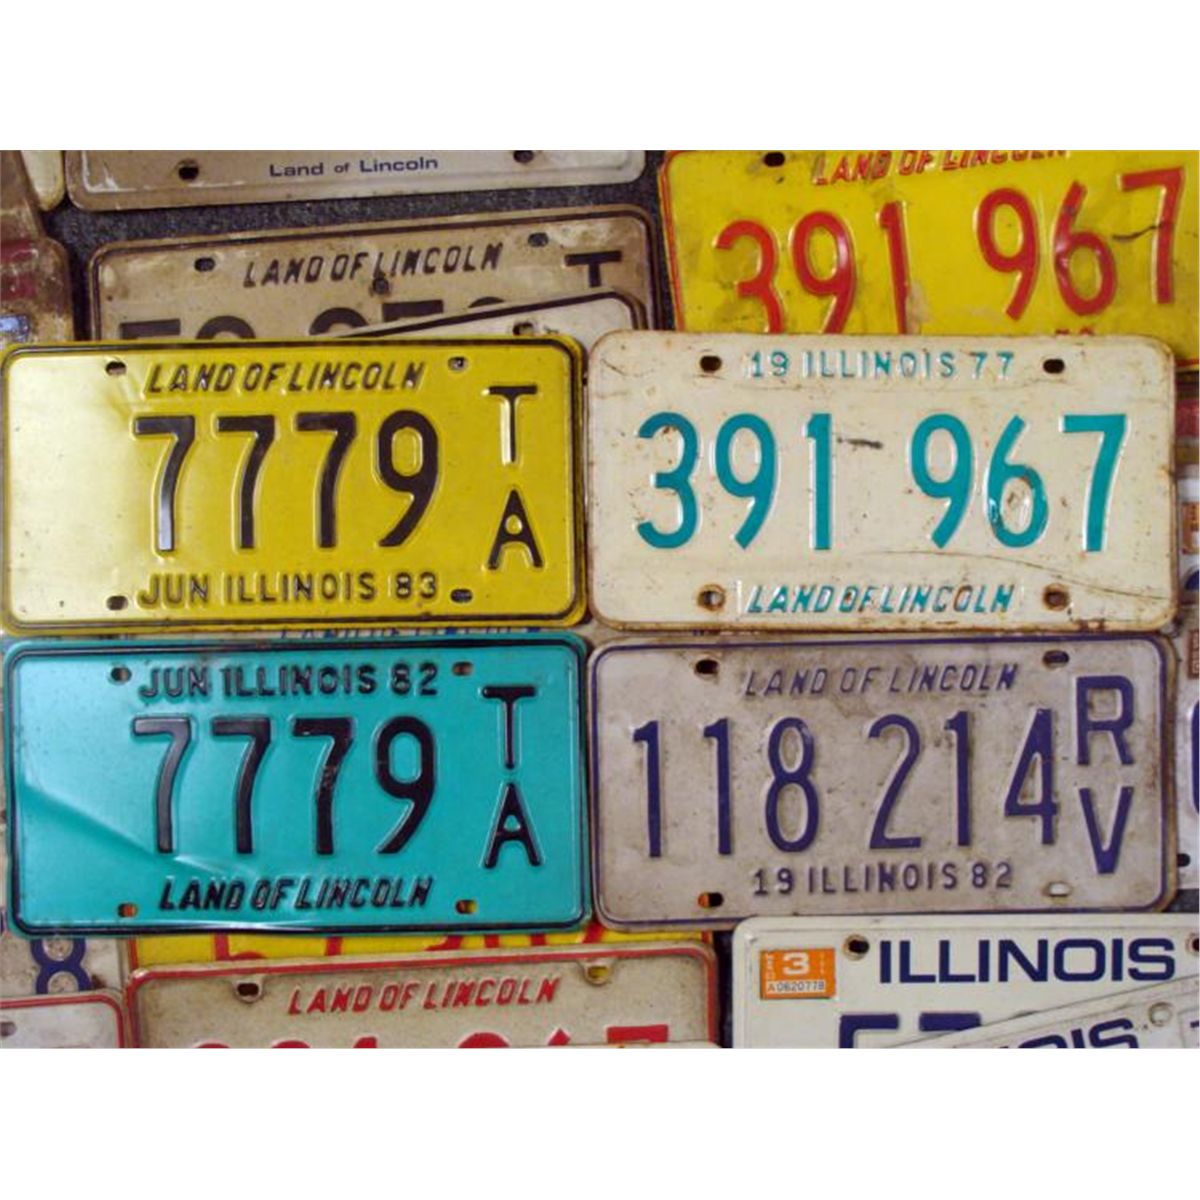 Land of Lincoln
LAND OF LINCOLN
T
LAND OF LINCOLN
391 967
LAND OF LINCOLN
7779
T
A
JUN ILLINOIS 83
19 ILLINOIS 77
391 967
LAND OF LINCOLN
JUN ILLINOIS 82
7779
T
A
LAND OF LINCOLN
LAND OF LINCOLN
118 214
R
V
19 ILLINOIS 82
8
LAND OF LINCOLN
3
A0620778
ILLINOIS